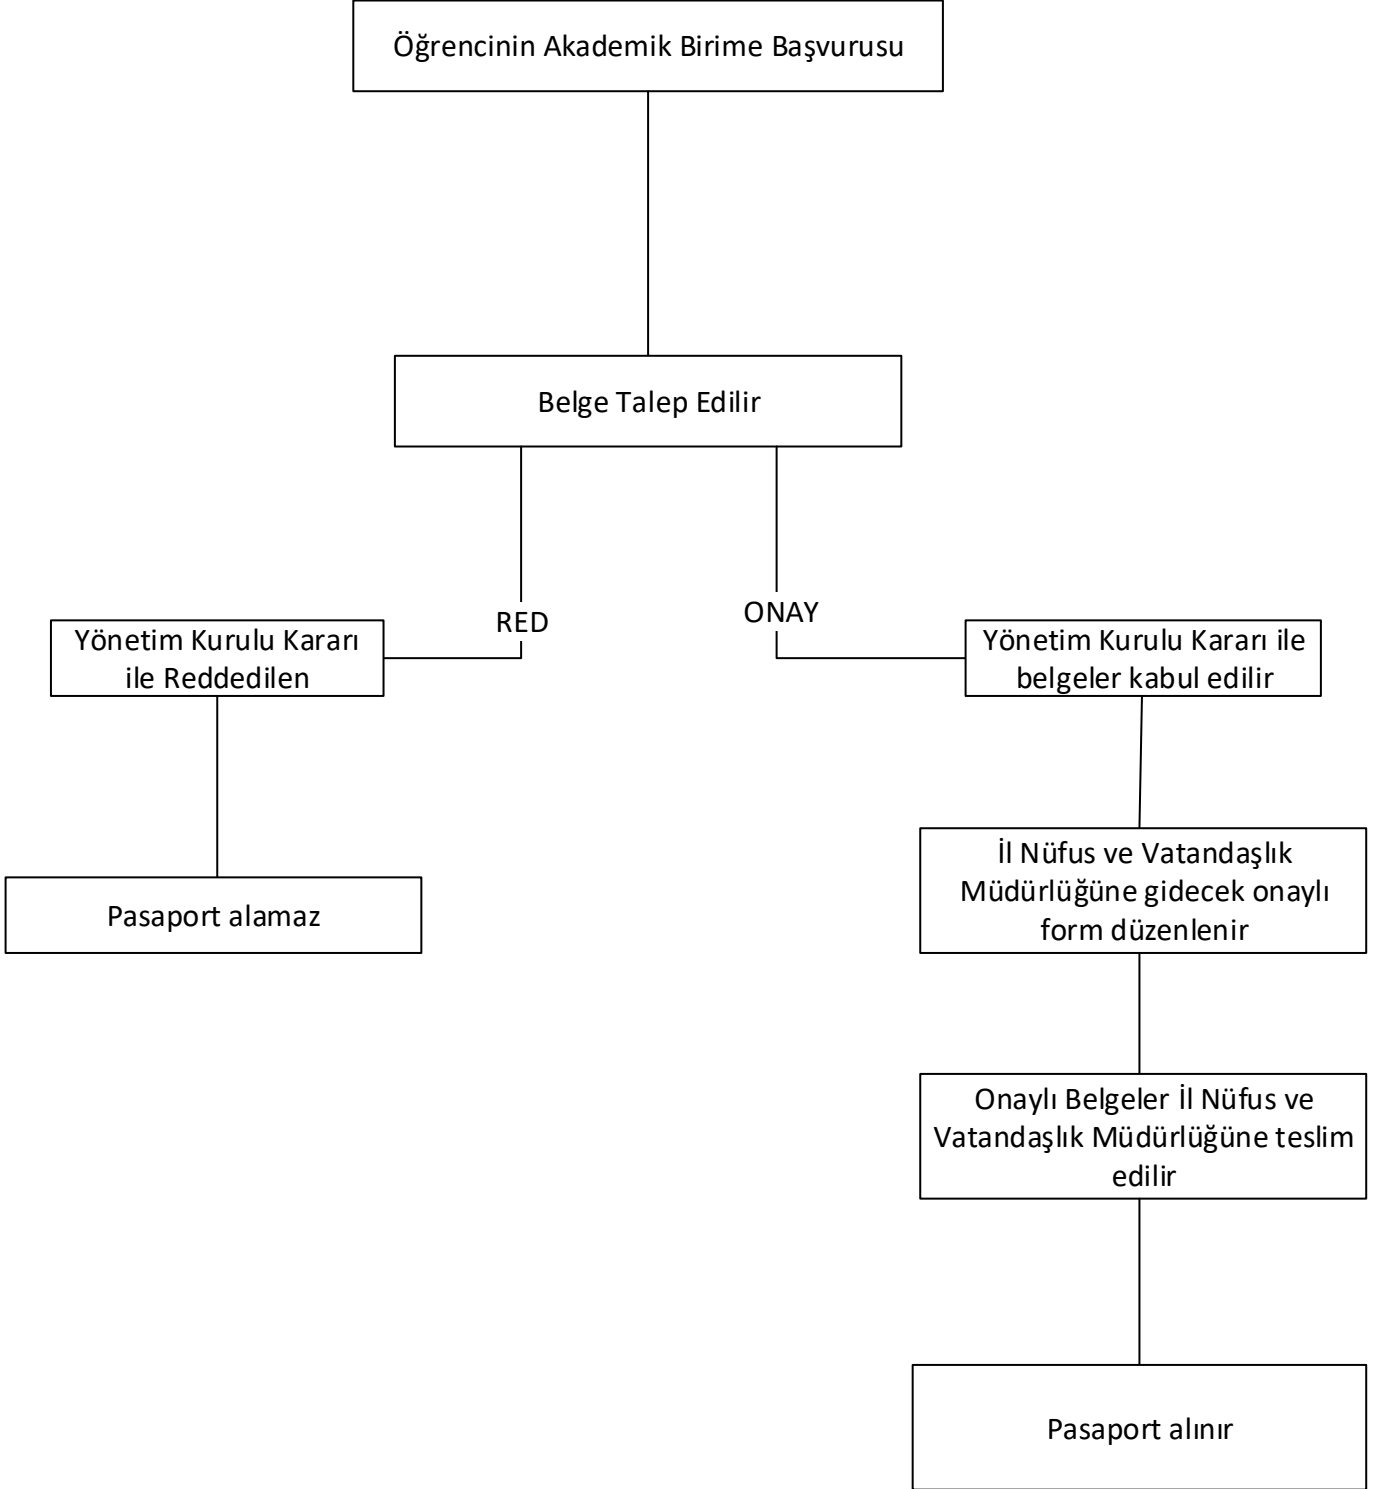 Öğrencinin Akademik Birime Başvurusu
Belge Talep Edilir
RED
ONAY
Yönetim Kurulu Kararı
ile Reddedilen
Yönetim Kurulu Kararı ile
belgeler kabul edilir
Pasaport alamaz
İl Nüfus ve Vatandaşlık
Müdürlüğüne gidecek onaylı
form düzenlenir
Onaylı Belgeler İl Nüfus ve
Vatandaşlık Müdürlüğüne teslim
edilir
Pasaport alınır